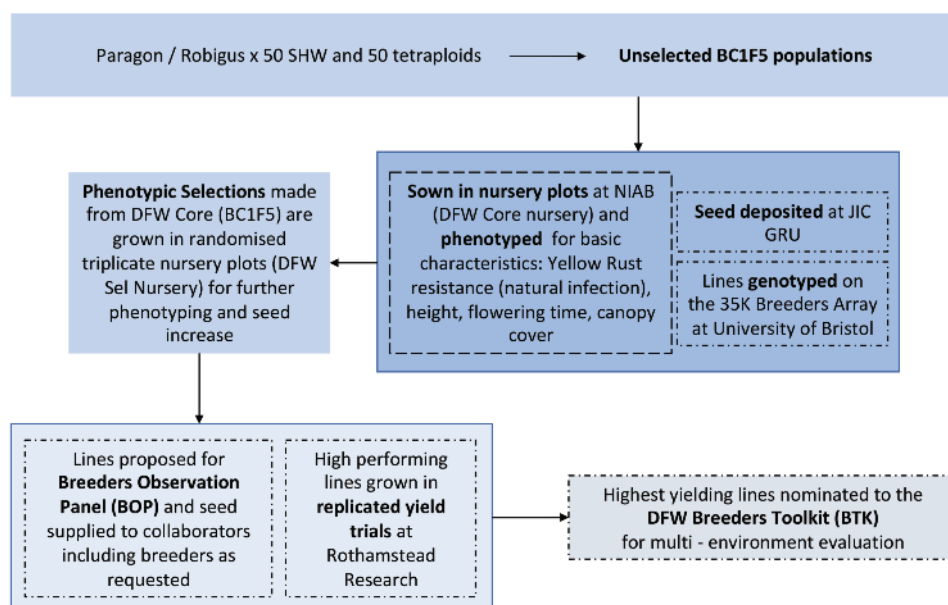 Paragon / Robigus x 50 SHW and 50 tetraploids
Unselected BC1F5 populations
Sown in nursery plots at NIAB
(DFW Core nursery) and
phenotyped for basic
characteristics: Yellow Rust
resistance (natural infection),
height, flowering time, canopy
cover
Seed deposited at JIC
GRU
Lines genotyped on
the 35K Breeders Array
at University of Bristol
Phenotypic Selections made
from DFW Core (BC1F5) are
grown in randomised
triplicate nursery plots (DFW
Sel Nursery) for further
phenotyping and seed
increase
Lines proposed for
Breeders Observation
Panel (BOP) and seed
supplied to collaborators
including breeders as
requested
High performing
lines grown in
replicated yield
trials at
Rothamstead
Research
Highest yielding lines nominated to the
DFW Breeders Toolkit (BTK)
for multi - environment evaluation